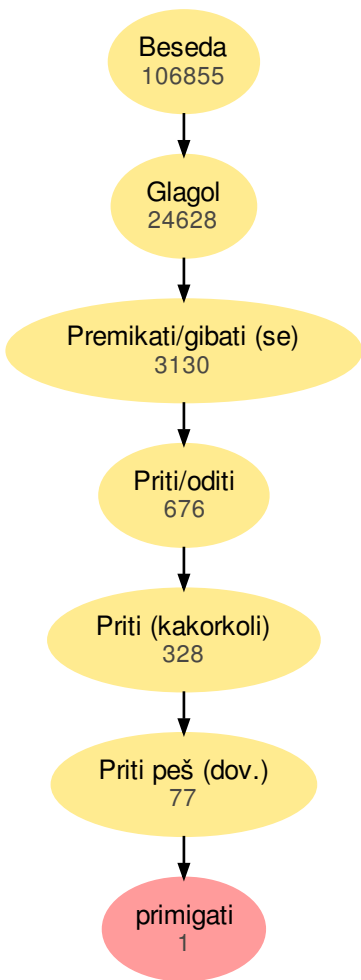 Beseda
106855
Glagol
24628
Premikati/gibati (se)
3130
Priti/oditi
676
Priti (kakorkoli)
328
Priti peš (dov.)
77
primigati
1